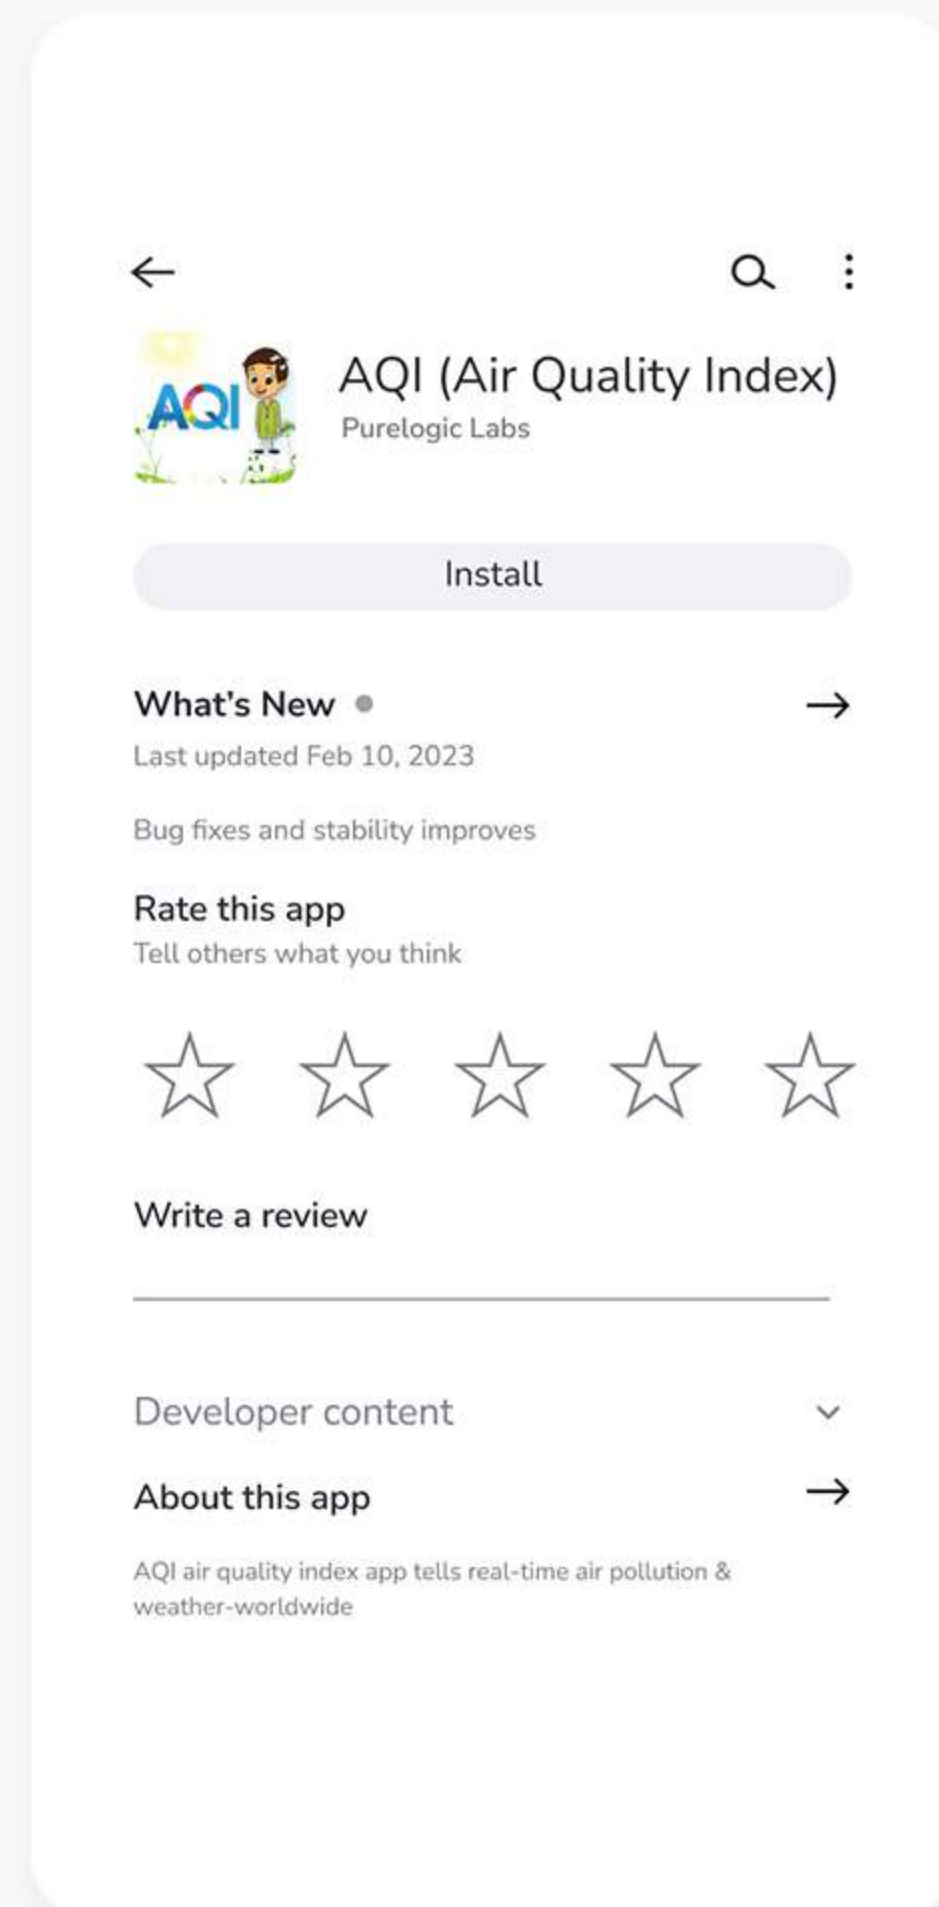 AQI
AQI (Air Quality Index)
Purelogic Labs
Install
What's New
Last updated Feb 10, 2023
Bug fixes and stability improves
Rate this app
Tell others what you think
Write a review
Developer content
About this app
AQI air quality index app tells real-time air pollution &
weather-worldwide